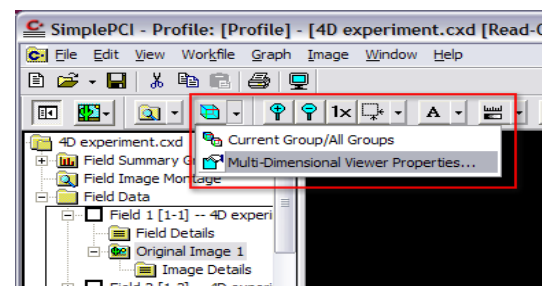 SimplePCI - Profile: [Profile] - [4D experiment.cxd [Read-O
File Edit View Workfile Graph Image Window Help
1x A
4D experiment.cxd
Current Group/All Groups
Field Summary G
Multi-Dimensional Viewer Properties...
Field Image Montage
Field Data
Field 1 [1-1] -- 4D experi
Field Details
Original Image 1
Image Details